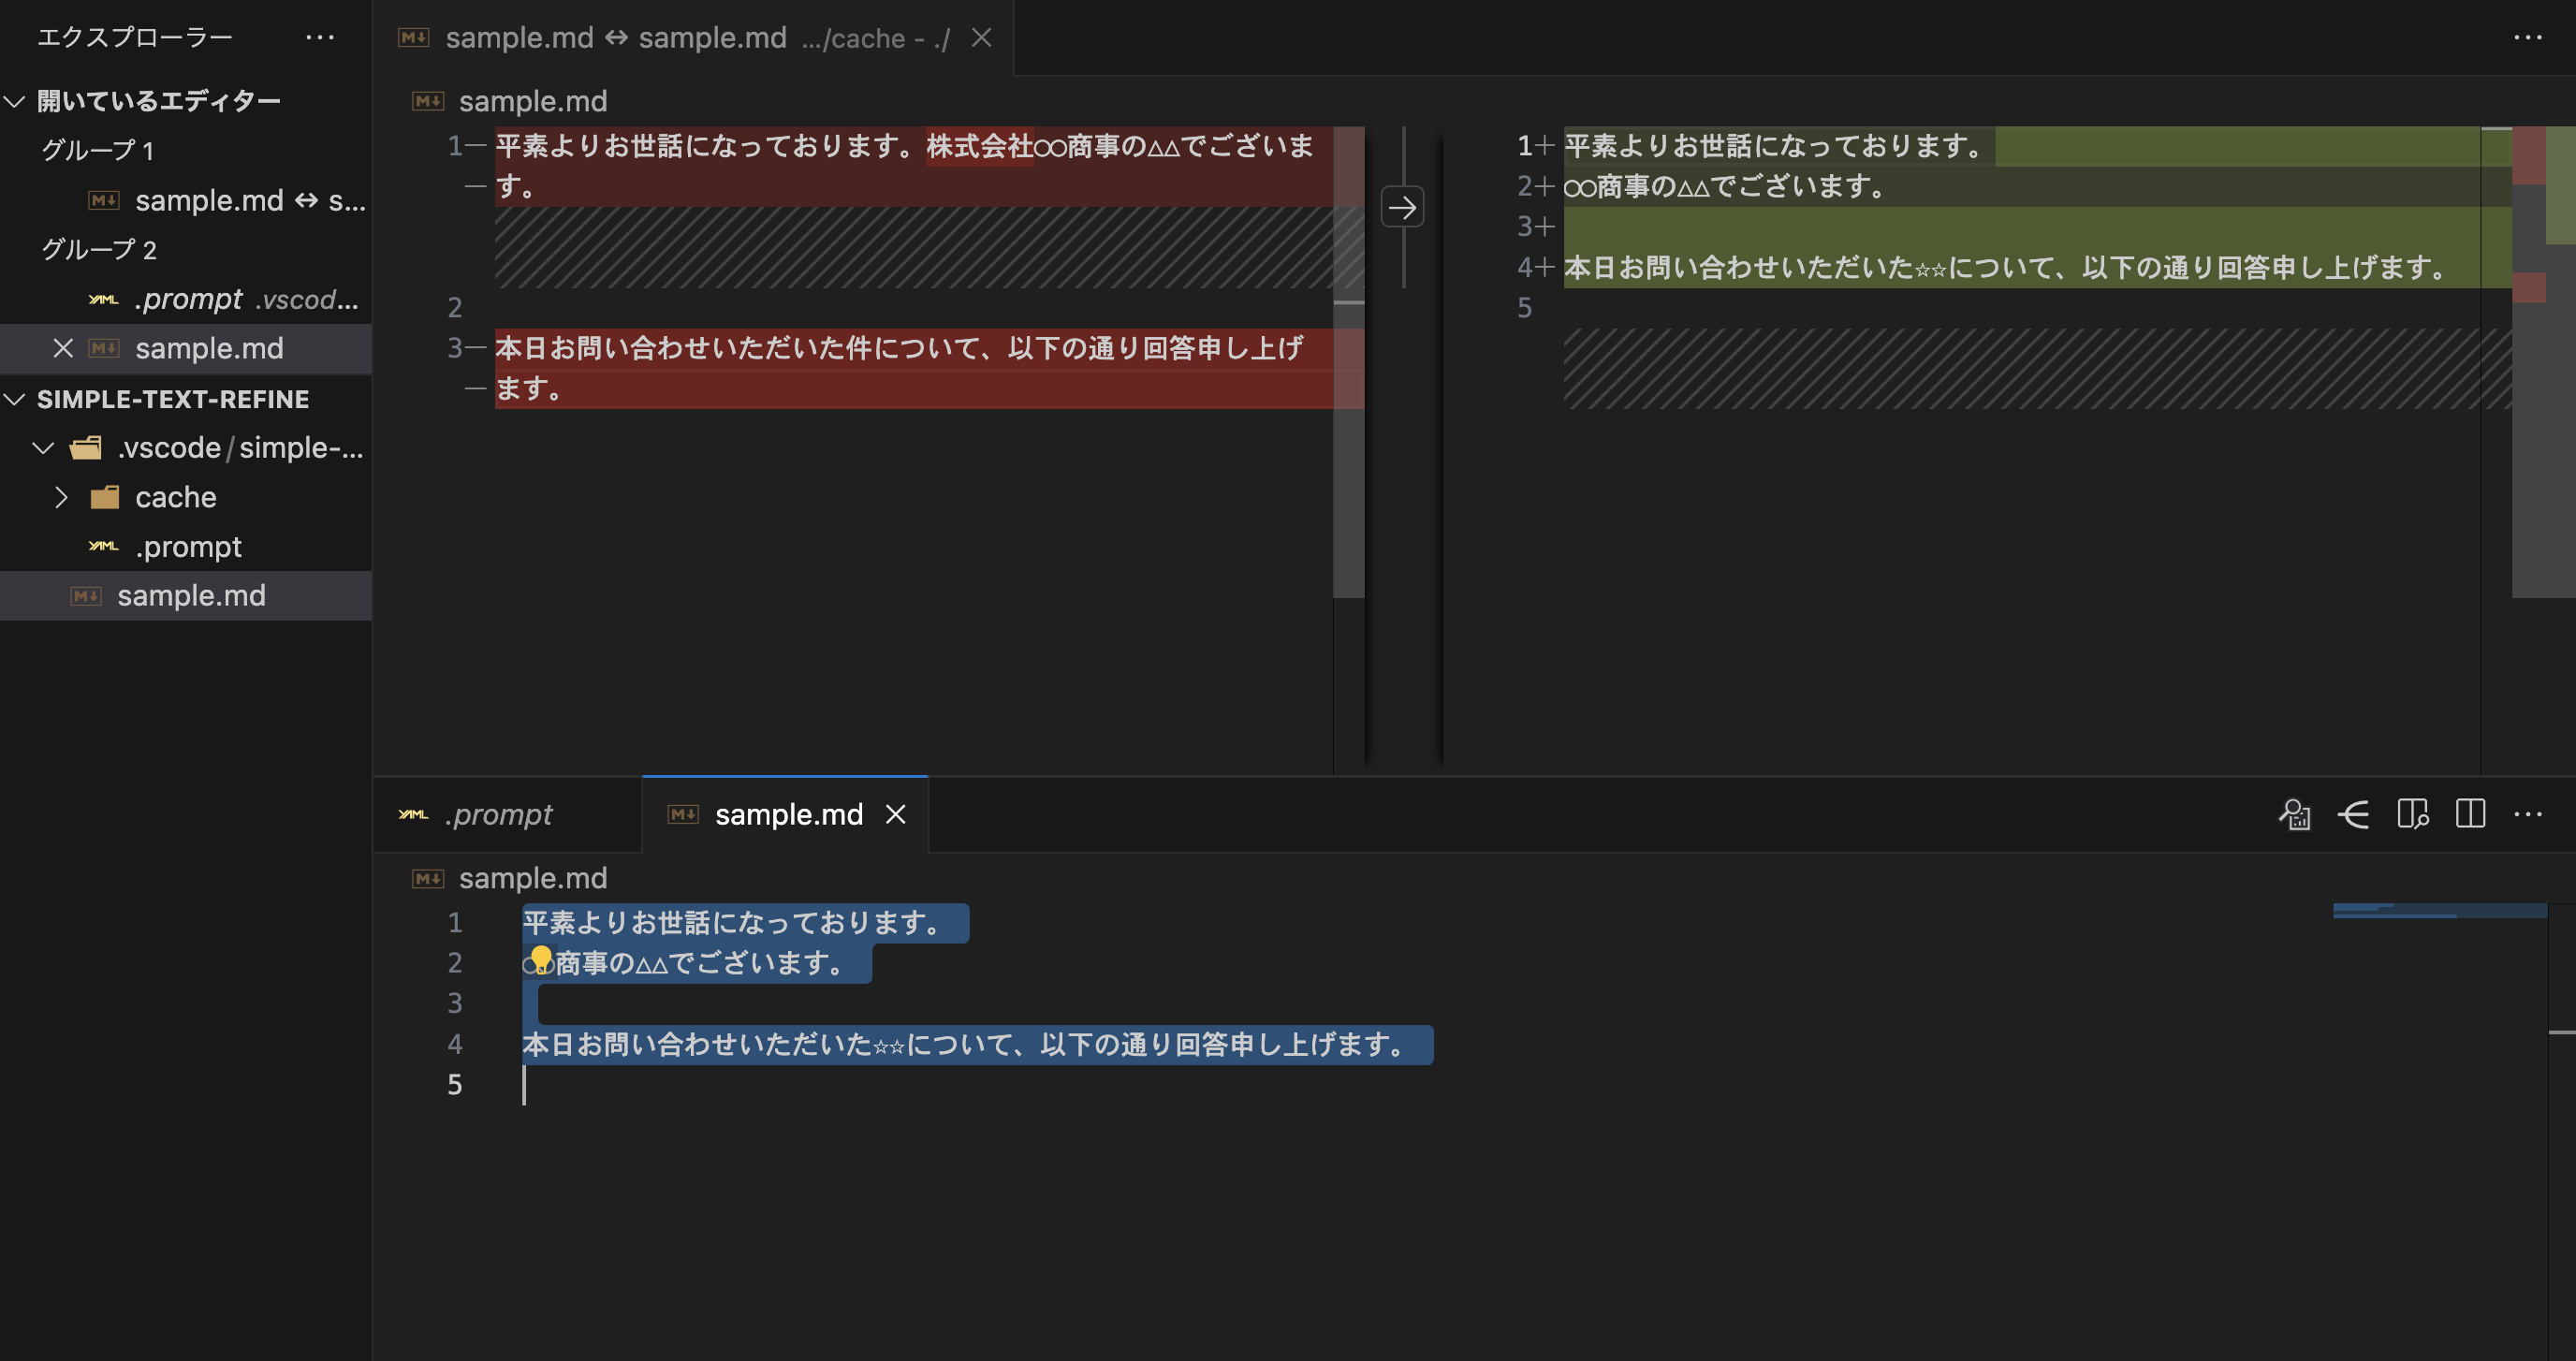 エクスプローラー
開いているエディター
グループ 1
sample.md ↔ s...
グループ 2
.prompt .vscod...
sample.md
SIMPLE-TEXT-REFINE
.vscode / simple-...
cache
.prompt
sample.md
sample.md ↔ sample.md .../cache - ./
sample.md
1 平素よりお世話になっております。株式会社○○商事の△△でございま
す。
2
3 本日お問い合わせいただいた件について、以下の通り回答申し上げ
ます。
1+ 平素よりお世話になっております。
2+ ○○商事の△△でございます。
3+
4+ 本日お問い合わせいただいた☆☆について、以下の通り回答申し上げます。
5
.prompt
sample.md
sample.md
1 平素よりお世話になっております。
2 ○○商事の△△でございます。
3
4 本日お問い合わせいただいた☆☆について、以下の通り回答申し上げます。
5